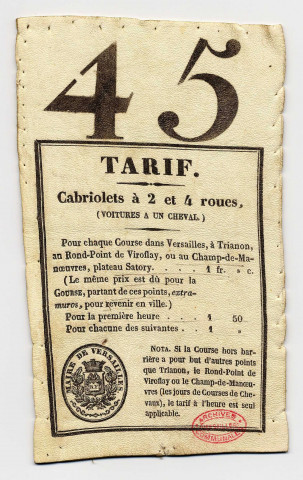 45
TARIF.
Cabriolets à 2 et 4 roues,
(VOITURES A UN CHEVAL.)
Pour chaque Course dans Versailles, à Trianon,
au Rond-Point de Viroflay, ou au Champ-de-Ma-
nœuvres, plateau Satory. . . . . 1 fr. » c.
(Le même prix est dû pour la
COURSE, partant de ces points, extra-
muros, pour revenir en ville.)
Pour la première heure . . . . 1 50
Pour chacune des suivantes . . 1 »
NOTA. Si la Course hors bar-
rière a pour but d'autres points
que Trianon, le Rond-Point de
Viroflay ou le Champ-de-Manœu-
vres (les jours de Courses de Che-
vaux), le tarif à l'heure est seul
applicable.
MAIRIE DE VERSAILLES
ARCHIVES
COMMUNALES